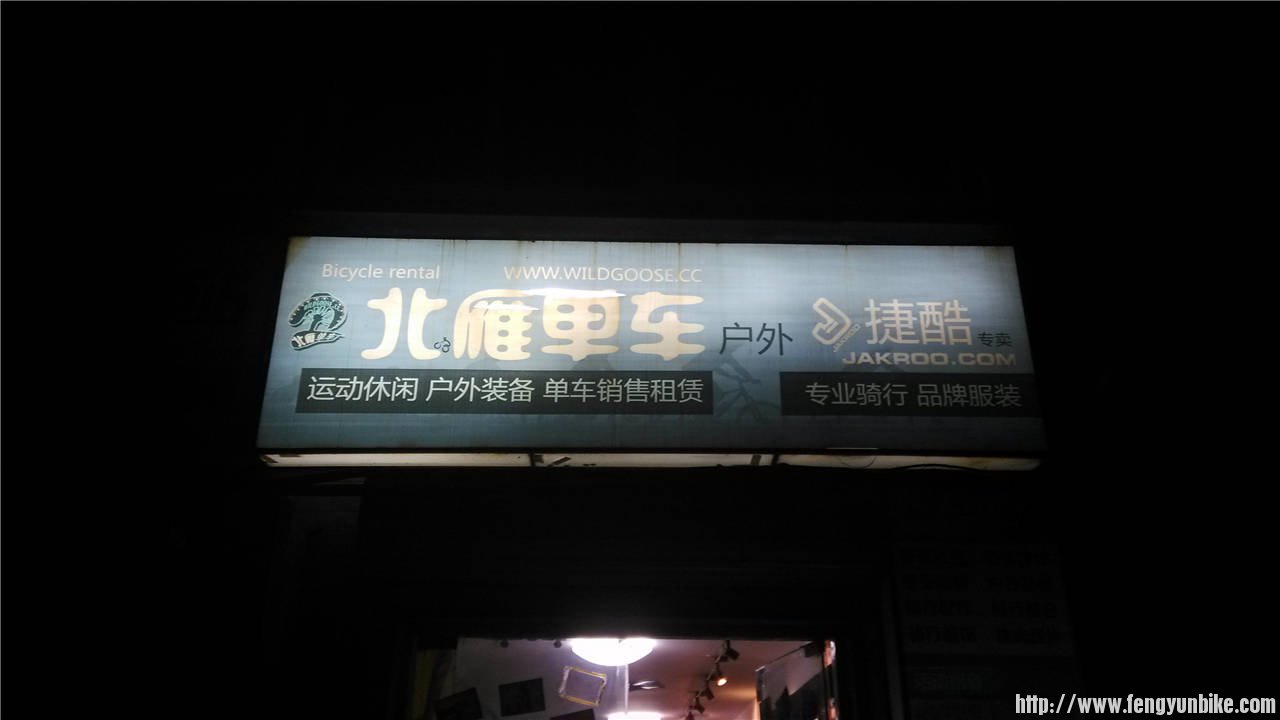 Bicycle rental
WWW.WILDGOOSE.CC
北雁单车 户外
捷酷 专卖
JAKROO
JAKROO.COM
运动休闲 户外装备 单车销售租赁
专业骑行 品牌服装
http://www.fengyunbike.com